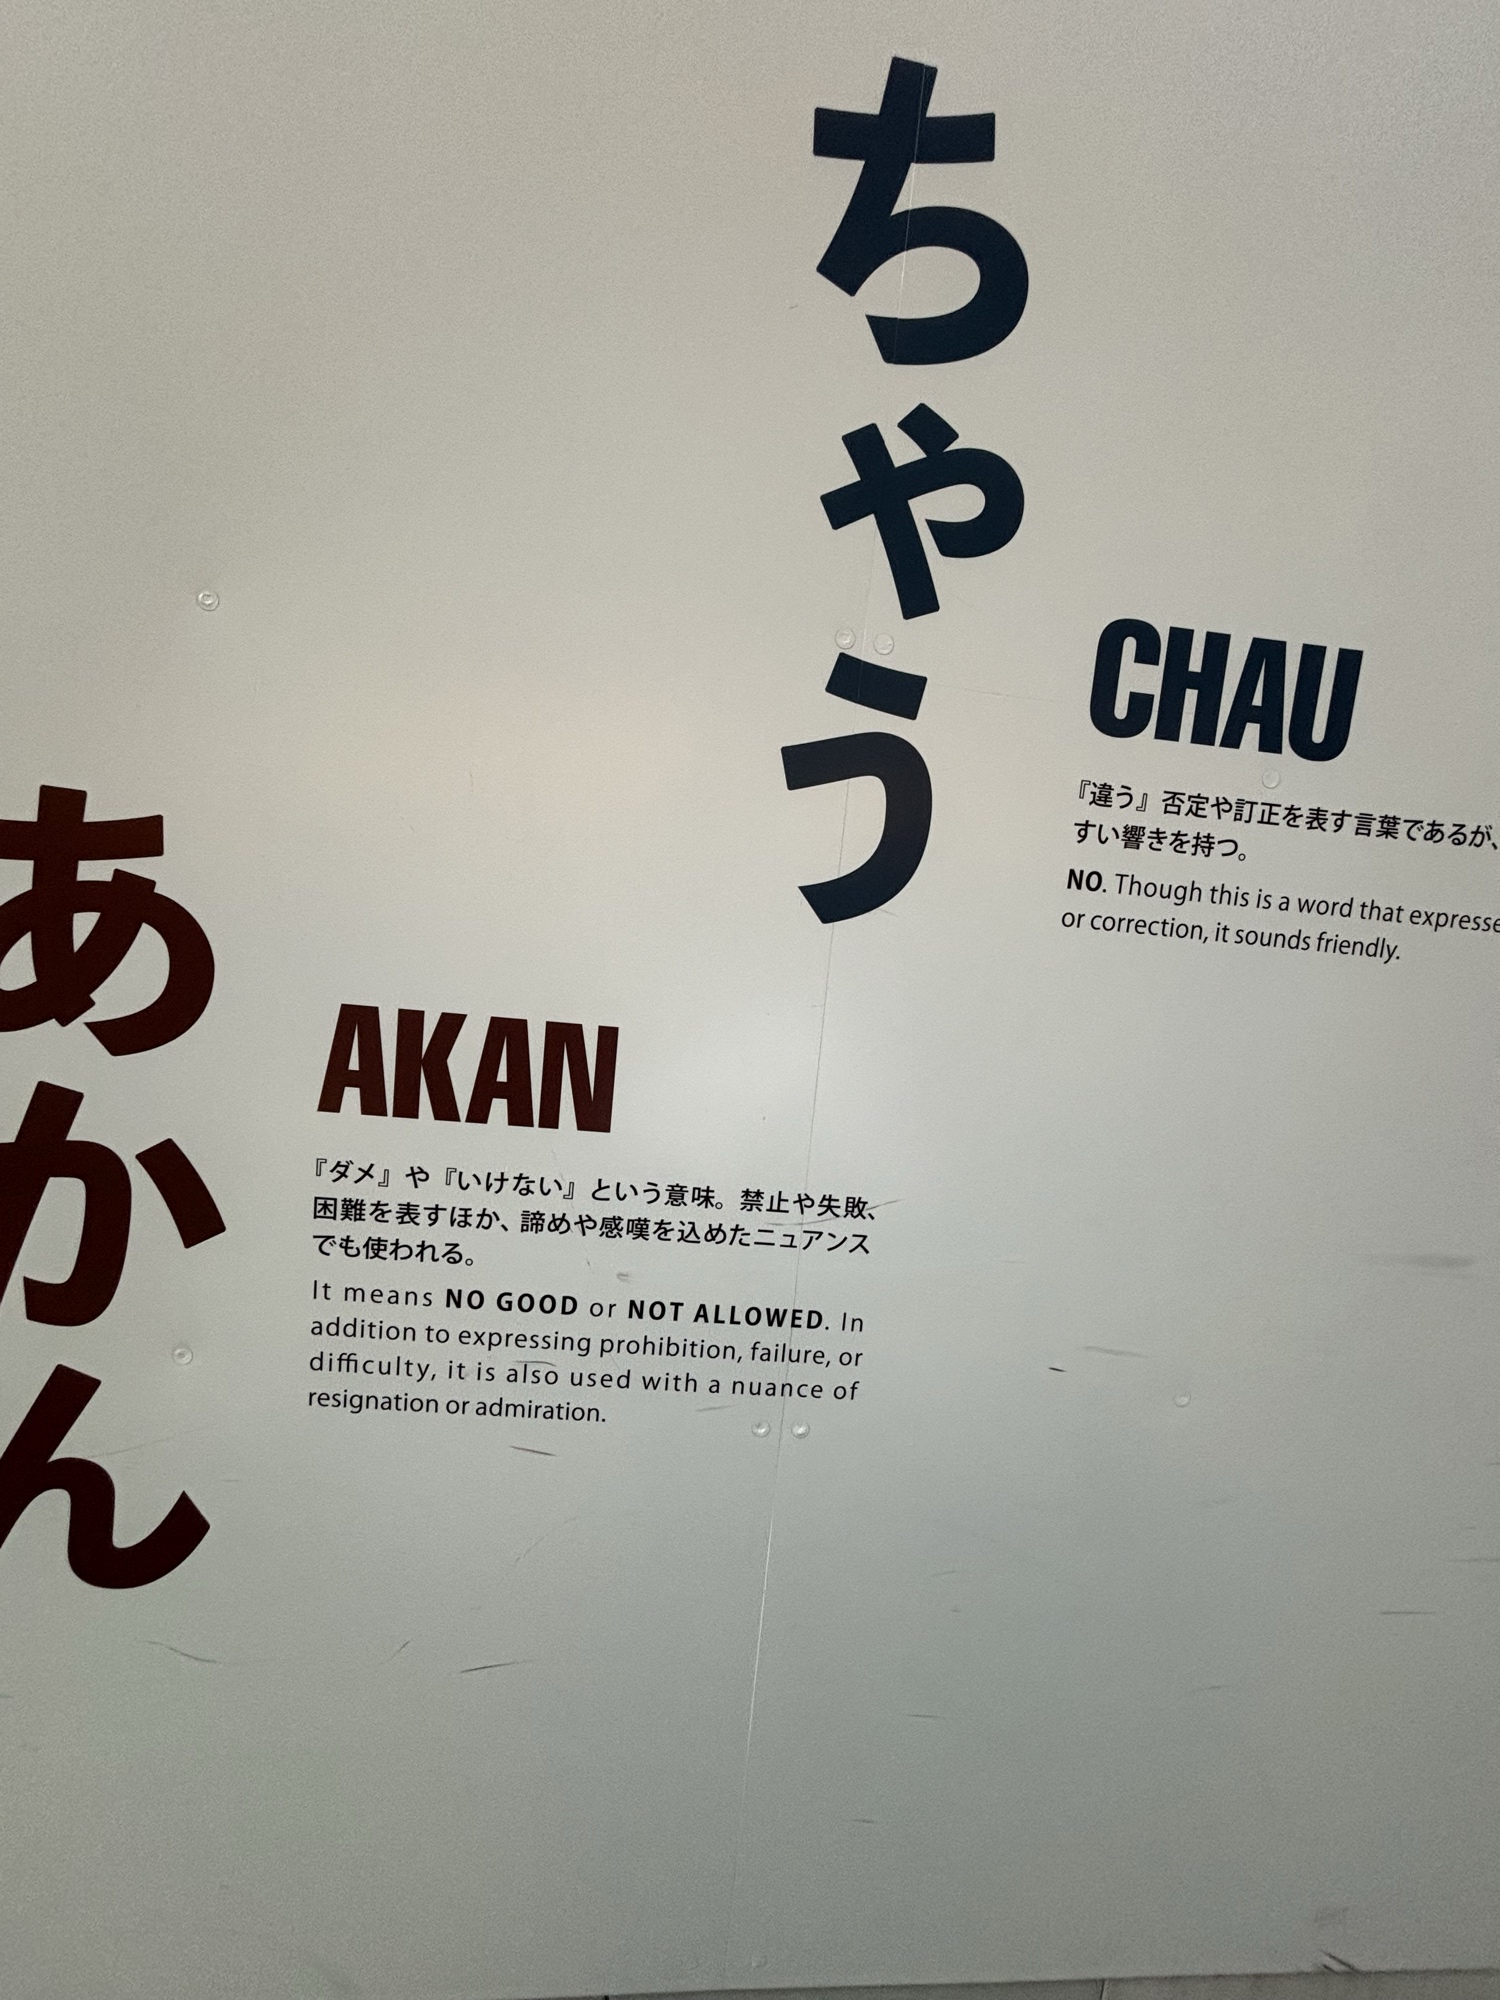 ちゃう
CHAU
『違う』否定や訂正を表す言葉であるが、
すい響きを持つ。
NO. Though this is a word that
or correction, it sounds friendly.
あかん
AKAN
『ダメ』や『いけない』という意味。禁止や失敗、
困難を表すほか、諦めや感嘆を込めたニュアンス
でも使われる。
It means NO GOOD or NOT ALLOWED. In
addition to expressing prohibition, failure, or
difficulty, it is also used with a nuance of
resignation or admiration.